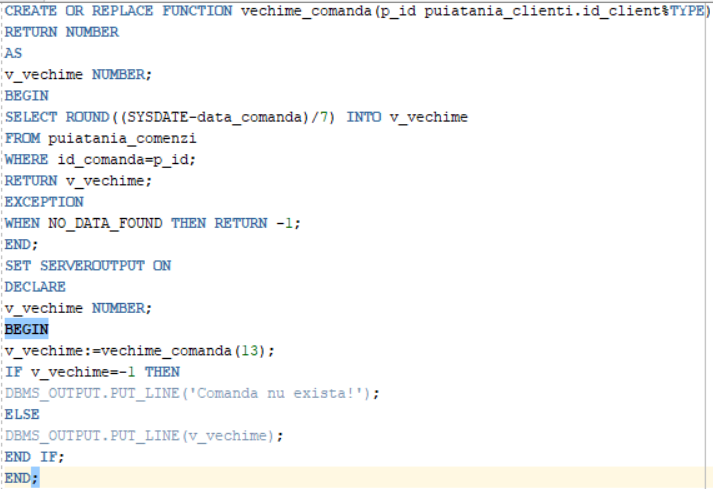 CREATE OR REPLACE FUNCTION vechime_comanda(p_id puiatania_clienti.id_client%TYPE)
RETURN NUMBER
AS
v_vechime NUMBER;
BEGIN
SELECT ROUND((SYSDATE-data_comanda)/7) INTO v_vechime
FROM puiatania_comenzi
WHERE id_comanda=p_id;
RETURN v_vechime;
EXCEPTION
WHEN NO_DATA_FOUND THEN RETURN -1;
END;
SET SERVEROUTPUT ON
DECLARE
v_vechime NUMBER;
BEGIN
v_vechime:=vechime_comanda(13);
IF v_vechime=-1 THEN
DBMS_OUTPUT.PUT_LINE('Comanda nu exista!');
ELSE
DBMS_OUTPUT.PUT_LINE(v_vechime);
END IF;
END;